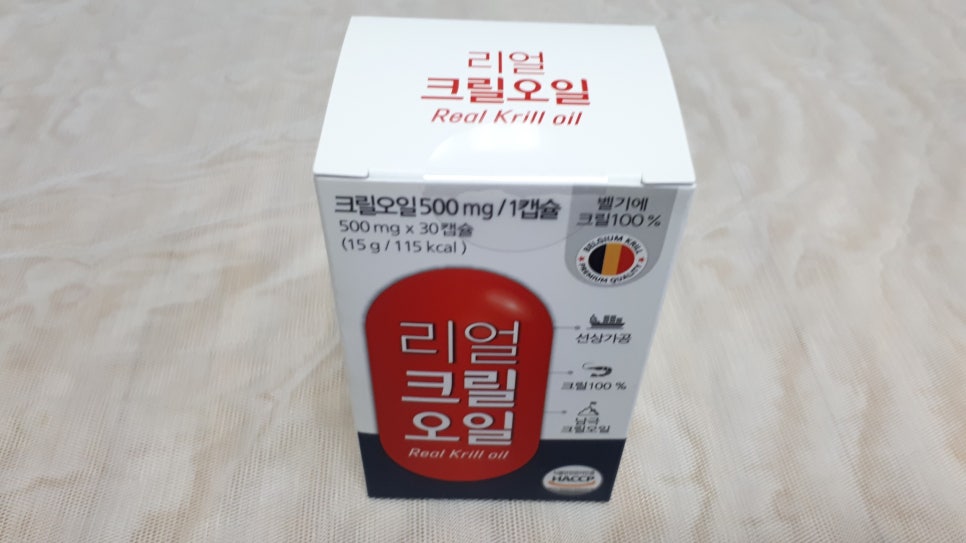 리얼
크릴오일
Real Krill oil
크릴오일 500 mg / 1캡슐
500 mg x 30캡슐
(15 g / 115 kcal)
벨기에
크릴100 %
BELGIUM KRILL
PREMIUM QUALITY
리얼
크릴
오일
Real Krill oil
선상가공
크릴100 %
남극
크릴오일
HACCP